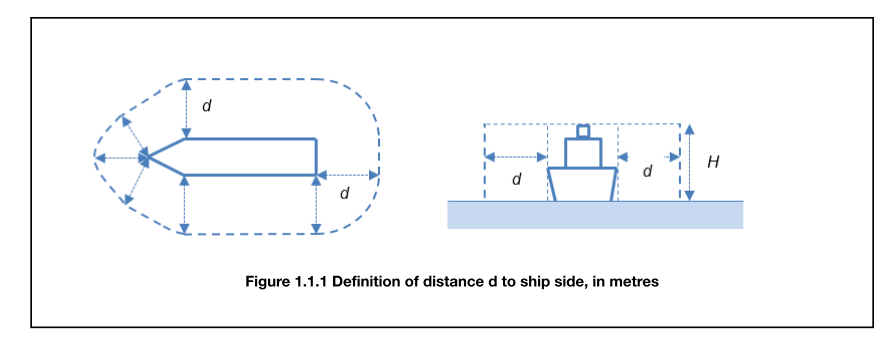 d
d
d
d
H
Figure 1.1.1 Definition of distance d to ship side, in metres